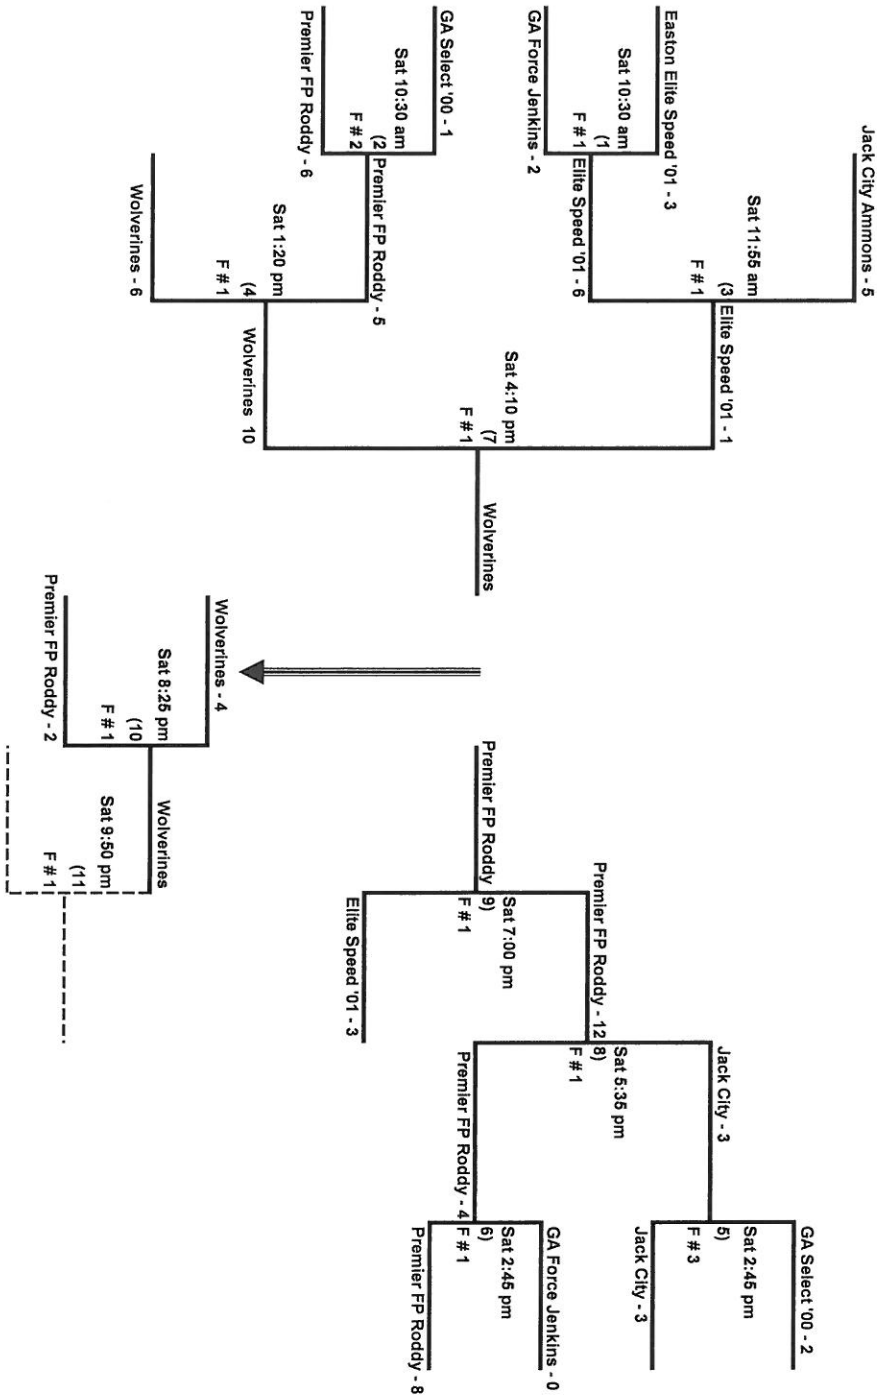 Jack City Ammons - 5
Sat 11:55 am
(3
F # 1
Easton Elite Speed '01 - 3
Sat 10:30 am
(1
F # 1
GA Force Jenkins - 2
Elite Speed '01 - 6
Elite Speed '01 - 1
GA Select '00 - 1
Sat 10:30 am
(2
F # 2
Premier FP Roddy - 6
Premier FP Roddy - 5
Sat 1:20 pm
(4
F # 1
Wolverines - 6
Wolverines 10
Sat 4:10 pm
(7
F # 1
Wolverines
Wolverines - 4
Sat 8:25 pm
(10
F # 1
Premier FP Roddy - 2
Wolverines
Sat 9:50 pm
(11
F # 1
Premier FP Roddy
Sat 7:00 pm
9)
F # 1
Elite Speed '01 - 3
Premier FP Roddy - 12
Sat 5:35 pm
8)
F # 1
Jack City - 3
Premier FP Roddy - 4
GA Select '00 - 2
Sat 2:45 pm
5)
F # 3
Jack City - 3
GA Force Jenkins - 0
Sat 2:45 pm
6)
F # 1
Premier FP Roddy - 8